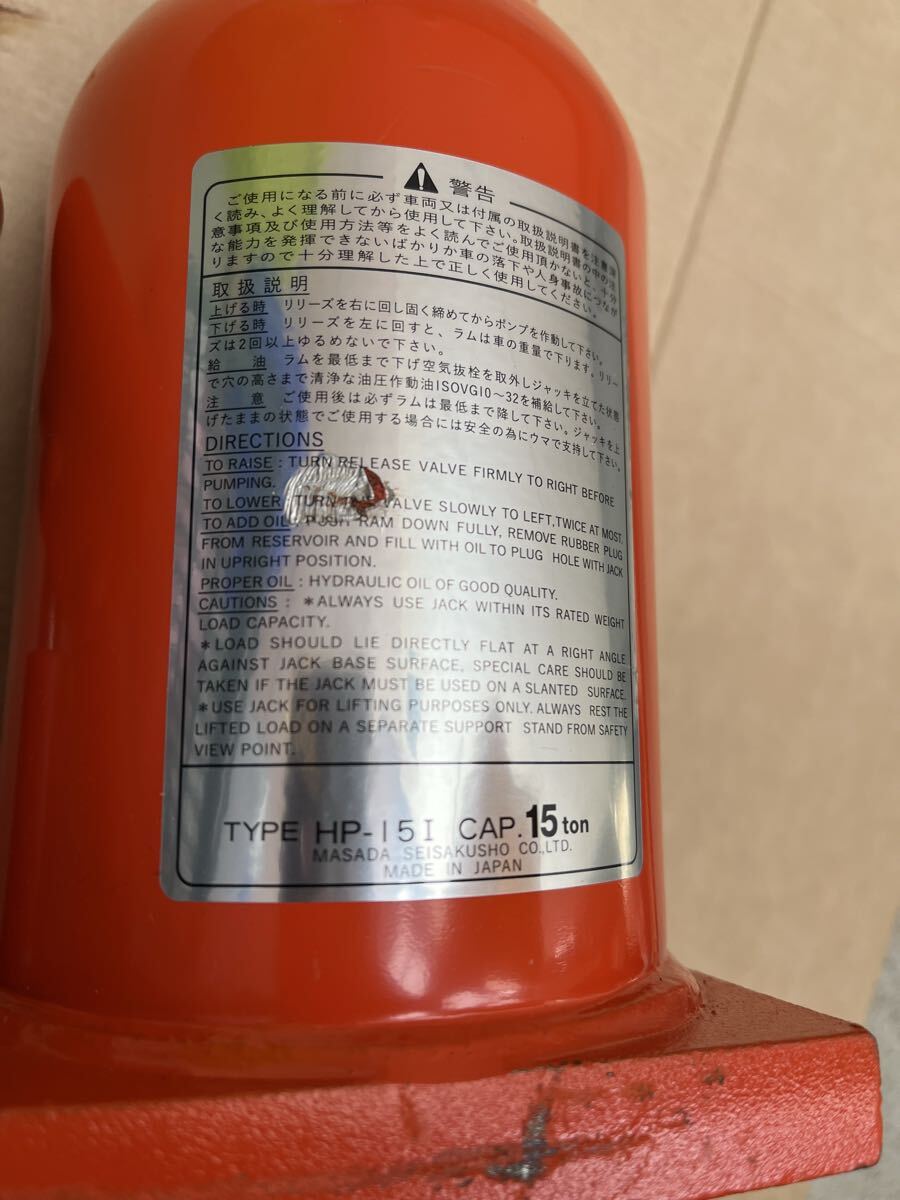 警告
ご使用になる前に必ず車両又は付属の取扱説明書を注意深
く読み、よく理解してから使用して下さい。取扱説明書の中の注
意事項及び使用方法等をよく読んでご使用頂かないと、十分
な能力を発揮できないばかりか車の落下や人身事故につなが
りますので十分理解した上で正しく使用してください。
取扱説明
上げる時 リリーズを右に回し固く締めてからポンプを作動して下さい。
下げる時 リリーズを左に回すと、ラムは車の重量で下ります。リリー
ズは2回以上ゆるめないで下さい。
給油 ラムを最低まで下げ空気抜栓を取外しジャッキを立てた状態
で穴の高さまで清浄な油圧作動油ISOVG10〜32を補給して下さい。
注意 ご使用後は必ずラムは最低まで降して下さい。ジャッキを上
げたままの状態でご使用する場合には安全の為にウマで支持して下さい。
DIRECTIONS
TO RAISE : TURN RELEASE VALVE FIRMLY TO RIGHT BEFORE
PUMPING.
TO LOWER : TURN VALVE SLOWLY TO LEFT, TWICE AT MOST.
TO ADD OIL : PUSH RAM DOWN FULLY, REMOVE RUBBER PLUG
FROM RESERVOIR AND FILL WITH OIL TO PLUG HOLE WITH JACK
IN UPRIGHT POSITION.
PROPER OIL : HYDRAULIC OIL OF GOOD QUALITY.
CAUTIONS : *ALWAYS USE JACK WITHIN ITS RATED WEIGHT
LOAD CAPACITY.
*LOAD SHOULD LIE DIRECTLY FLAT AT A RIGHT ANGLE
AGAINST JACK BASE SURFACE, SPECIAL CARE SHOULD BE
TAKEN IF THE JACK MUST BE USED ON A SLANTED SURFACE.
*USE JACK FOR LIFTING PURPOSES ONLY. ALWAYS REST THE
LIFTED LOAD ON A SEPARATE SUPPORT STAND FROM SAFETY
VIEW POINT.
TYPE HP-15I CAP. 15 ton
MASADA SEISAKUSHO CO.,LTD.
MADE IN JAPAN